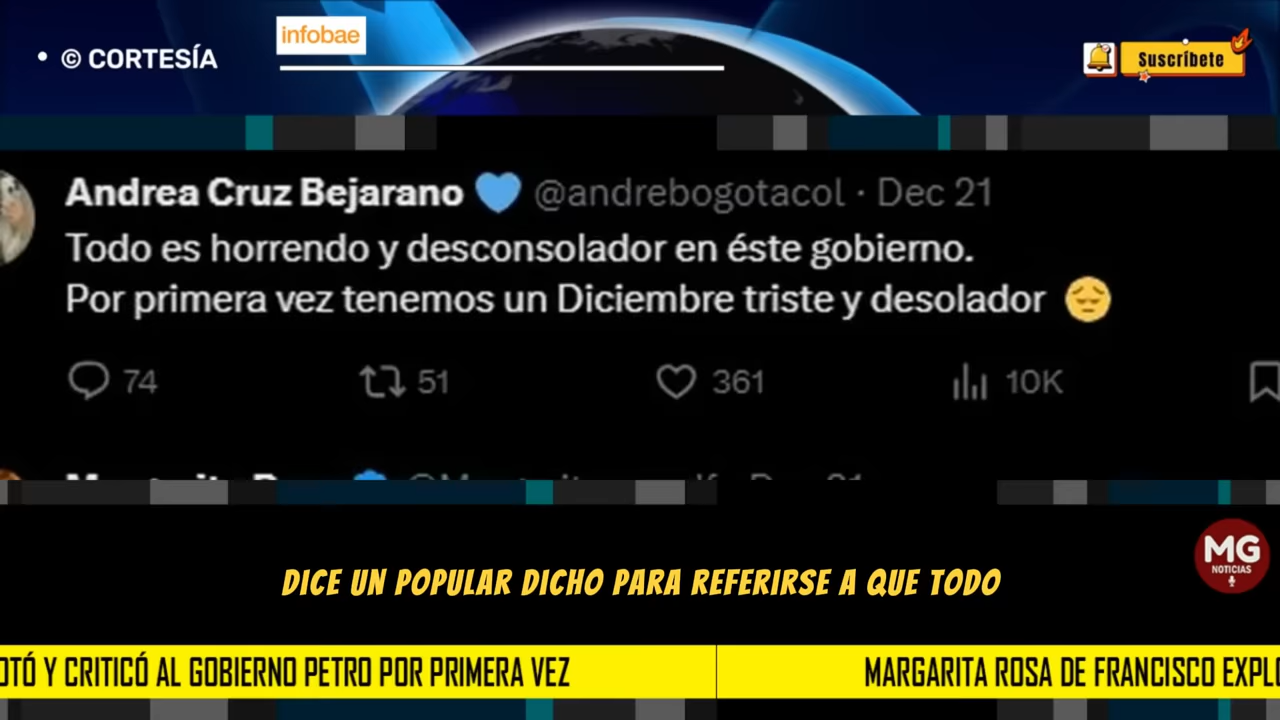 © CORTESÍA
infobae
Suscríbete
Andrea Cruz Bejarano 💙 @andrebogotacol · Dec 21
Todo es horrendo y desconsolador en éste gobierno.
Por primera vez tenemos un Diciembre triste y desolador 😔
74 51 361 10K
MG
NOTICIAS
DICE UN POPULAR DICHO PARA REFERIRSE A QUE TODO
OTÓ Y CRITICÓ AL GOBIERNO PETRO POR PRIMERA VEZ
MARGARITA ROSA DE FRANCISCO EXPLO